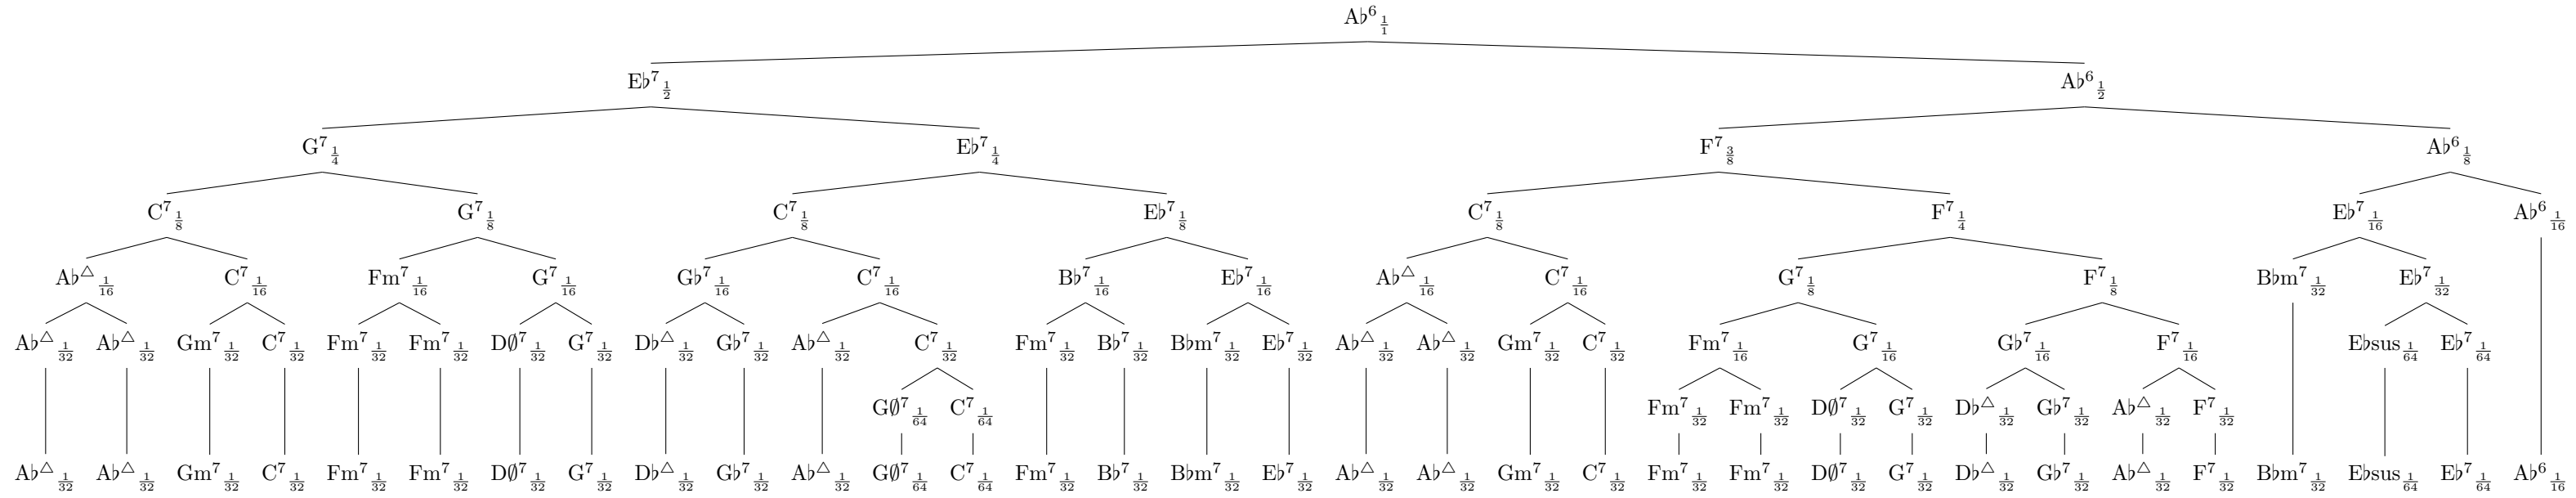 A♭⁶ 1/1
E♭⁷ 1/2 A♭⁶ 1/2
G⁷ 1/4 E♭⁷ 1/4 F⁷ 3/8 A♭⁶ 1/8
C⁷ 1/8 G⁷ 1/8 C⁷ 1/8 E♭⁷ 1/8 C⁷ 1/8 F⁷ 1/4 E♭⁷ 1/16 A♭⁶ 1/16
A♭△ 1/16 C⁷ 1/16 Fm⁷ 1/16 G⁷ 1/16 G♭⁷ 1/16 C⁷ 1/16 B♭⁷ 1/16 E♭⁷ 1/16 A♭△ 1/16 C⁷ 1/16 G⁷ 1/8 F⁷ 1/8 B♭m⁷ 1/32 E♭⁷ 1/32
A♭△ 1/32 A♭△ 1/32 Gm⁷ 1/32 C⁷ 1/32 Fm⁷ 1/32 Fm⁷ 1/32 D∅⁷ 1/32 G⁷ 1/32 D♭△ 1/32 G♭⁷ 1/32 A♭△ 1/32 C⁷ 1/32 Fm⁷ 1/32 B♭⁷ 1/32 B♭m⁷ 1/32 E♭⁷ 1/32 A♭△ 1/32 A♭△ 1/32 Gm⁷ 1/32 C⁷ 1/32 Fm⁷ 1/16 G⁷ 1/16 G♭⁷ 1/16 F⁷ 1/16 E♭sus 1/64 E♭⁷ 1/64
G∅⁷ 1/64 C⁷ 1/64 Fm⁷ 1/32 Fm⁷ 1/32 D∅⁷ 1/32 G⁷ 1/32 D♭△ 1/32 G♭⁷ 1/32 A♭△ 1/32 F⁷ 1/32
A♭△ 1/32 A♭△ 1/32 Gm⁷ 1/32 C⁷ 1/32 Fm⁷ 1/32 Fm⁷ 1/32 D∅⁷ 1/32 G⁷ 1/32 D♭△ 1/32 G♭⁷ 1/32 A♭△ 1/32 G∅⁷ 1/64 C⁷ 1/64 Fm⁷ 1/32 B♭⁷ 1/32 B♭m⁷ 1/32 E♭⁷ 1/32 A♭△ 1/32 A♭△ 1/32 Gm⁷ 1/32 C⁷ 1/32 Fm⁷ 1/32 Fm⁷ 1/32 D∅⁷ 1/32 G⁷ 1/32 D♭△ 1/32 G♭⁷ 1/32 A♭△ 1/32 F⁷ 1/32 B♭m⁷ 1/32 E♭sus 1/64 E♭⁷ 1/64 A♭⁶ 1/16